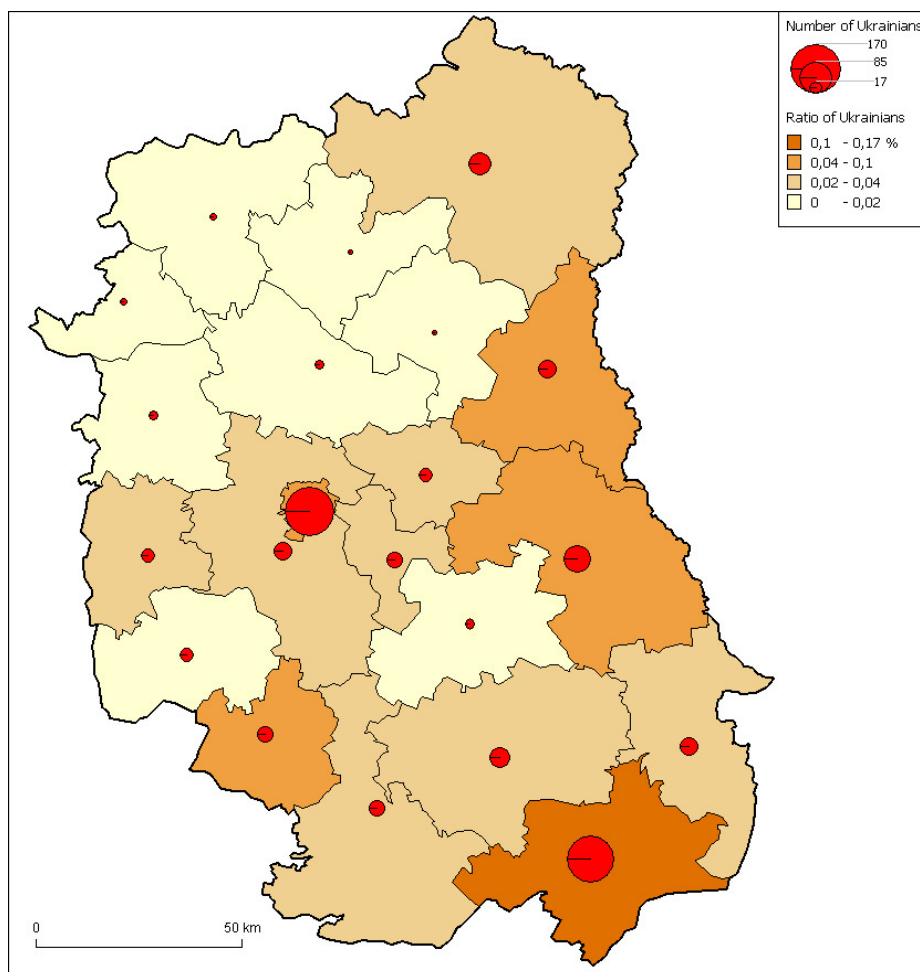 Number of Ukrainians
170
85
17
Ratio of Ukrainians
0,1 - 0,17 %
0,04 - 0,1
0,02 - 0,04
0 - 0,02
0 50 km